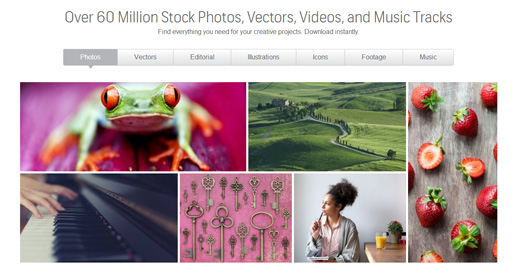 Over 60 Million Stock Photos, Vectors, Videos, and Music Tracks
Find everything you need for your creative projects. Download instantly.
Photos Vectors Editorial Illustrations Icons Footage Music